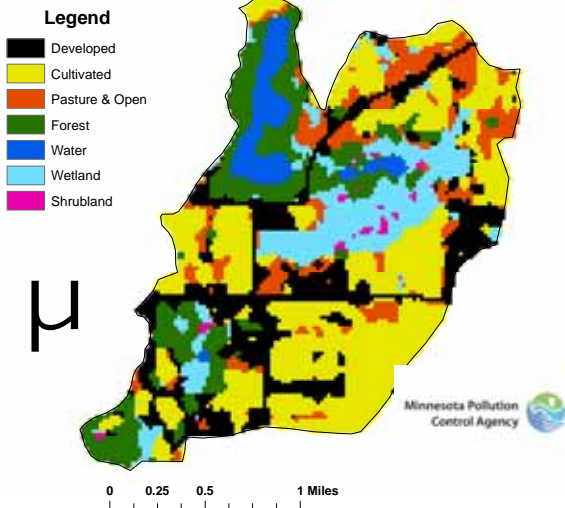 Legend
Developed
Cultivated
Pasture & Open
Forest
Water
Wetland
Shrubland
µ
Minnesota Pollution
Control Agency
0 0.25 0.5 1 Miles